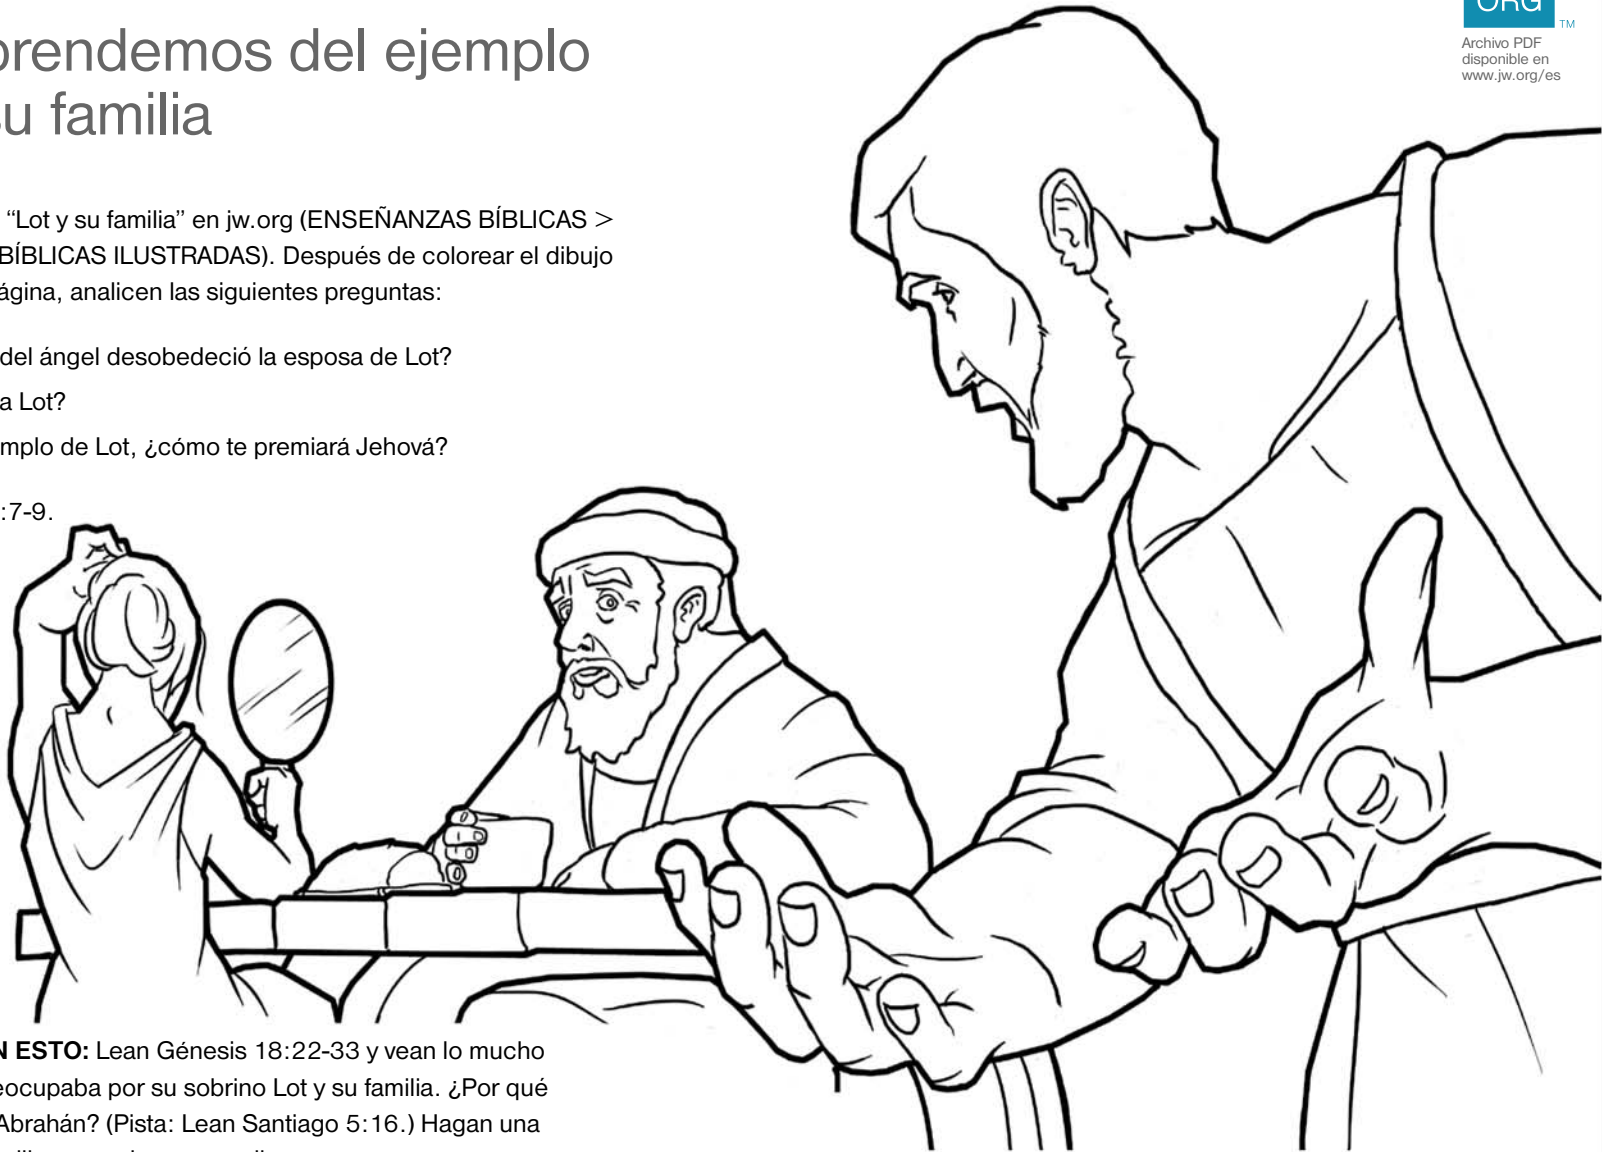 prendemos del ejemplo
su familia
ORG
TM
Archivo PDF
disponible en
www.jw.org/es
“Lot y su familia” en jw.org (ENSEÑANZAS BÍBLICAS >
BÍBLICAS ILUSTRADAS). Después de colorear el dibujo
página, analicen las siguientes preguntas:
del ángel desobedeció la esposa de Lot?
a Lot?
mplo de Lot, ¿cómo te premiará Jehová?
:7-9.
N ESTO: Lean Génesis 18:22-33 y vean lo mucho
eocupaba por su sobrino Lot y su familia. ¿Por qué
Abrahán? (Pista: Lean Santiago 5:16.) Hagan una